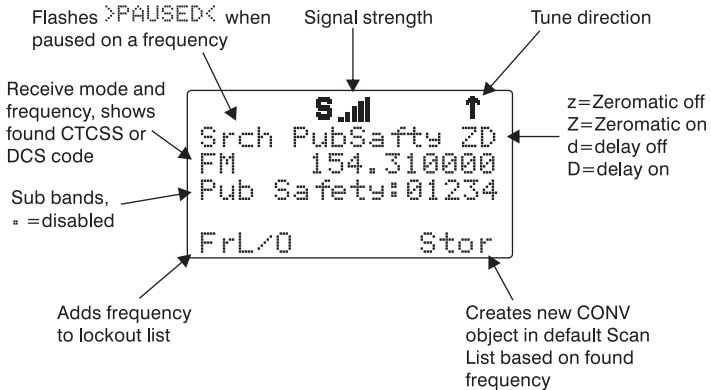 Flashes >PAUSED< when
paused on a frequency
Signal strength
Tune direction
Receive mode and
frequency, shows
found CTCSS or
DCS code
Sub bands,
▪ =disabled
S
↑
Srch PubSafty ZD
FM 154.310000
Pub Safety:01234
FrL/O Stor
z=Zeromatic off
Z=Zeromatic on
d=delay off
D=delay on
Adds frequency
to lockout list
Creates new CONV
object in default Scan
List based on found
frequency